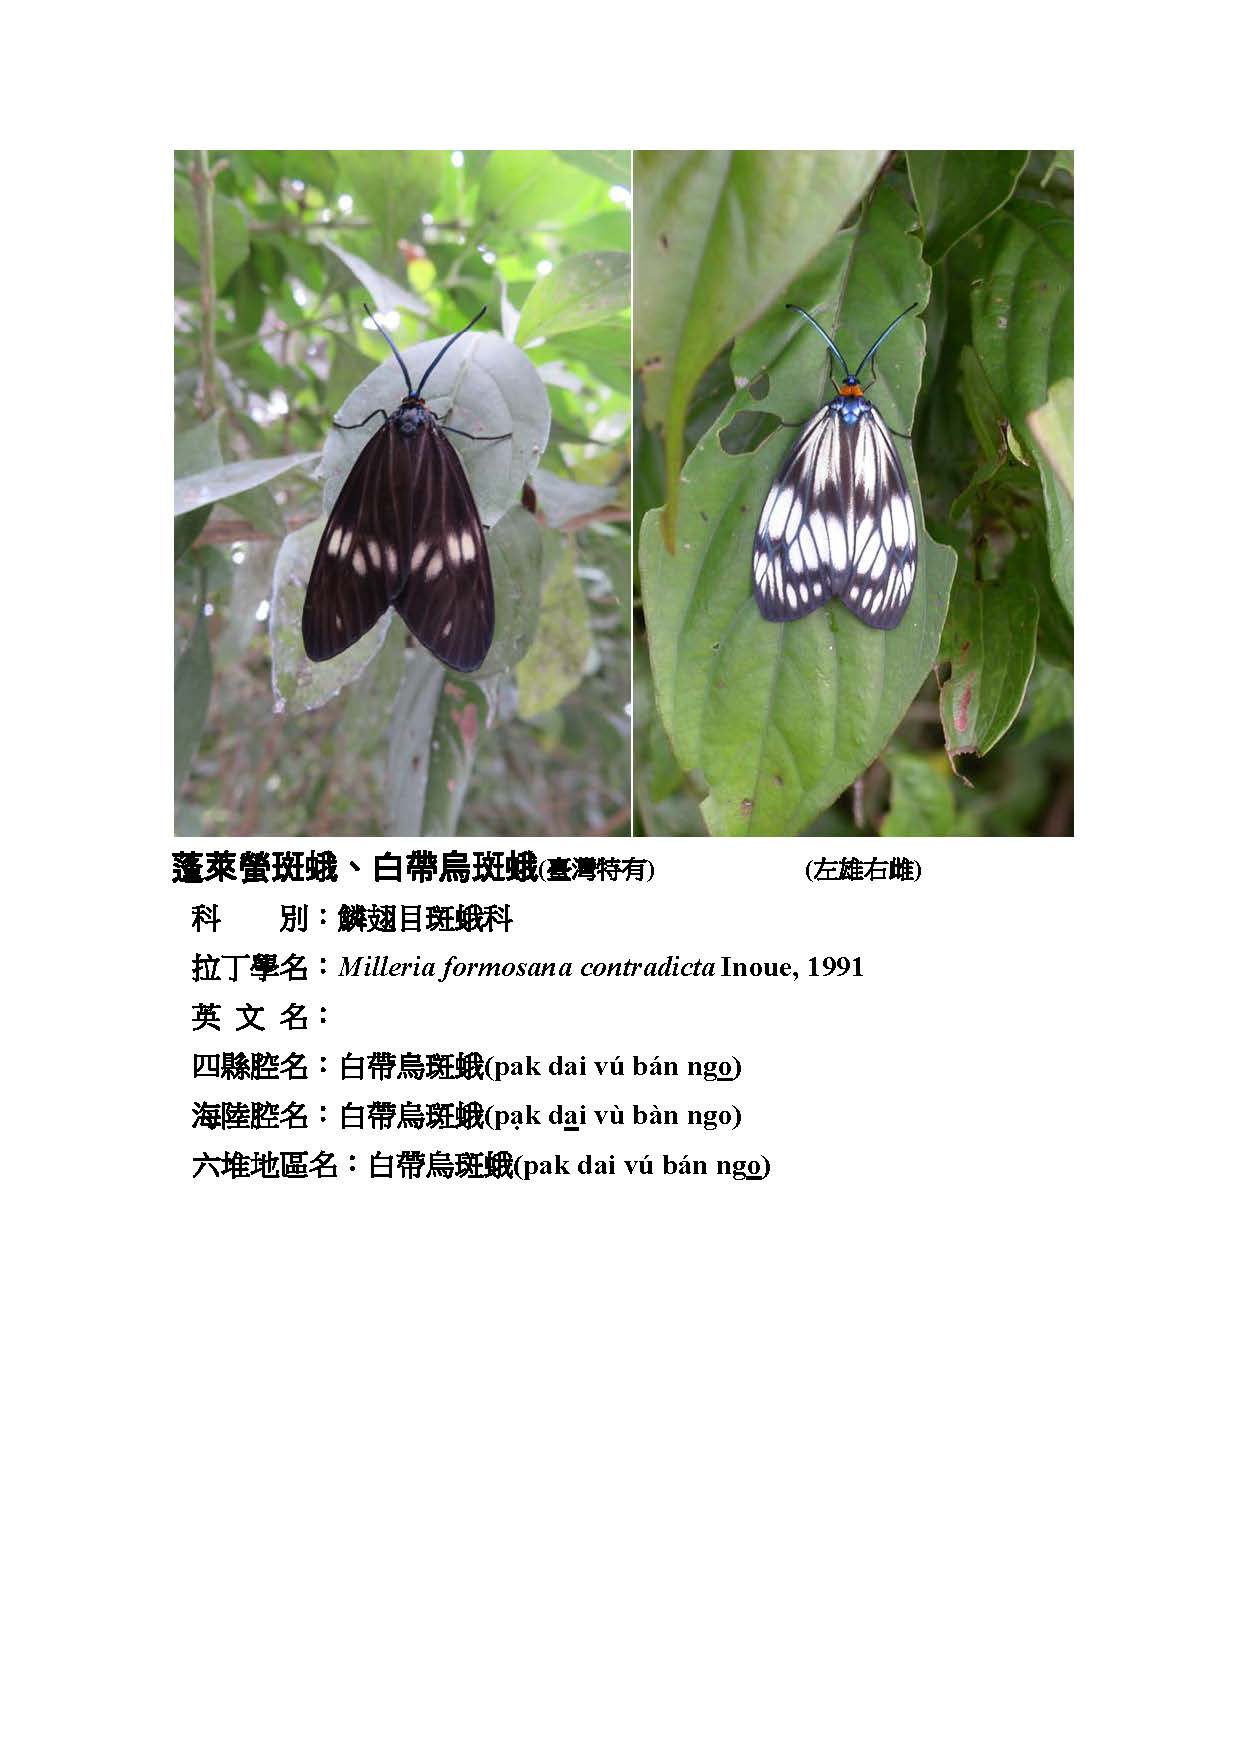 蓬萊螢斑蛾、白帶烏斑蛾(臺灣特有) (左雄右雌)
科 別：鱗翅目斑蛾科
拉丁學名：Milleria formosana contradicta Inoue, 1991
英 文 名：
四縣腔名：白帶烏斑蛾(pak dai vú bán ngo)
海陸腔名：白帶烏斑蛾(pạk dai vù bàn ngo)
六堆地區名：白帶烏斑蛾(pak dai vú bán ngo)